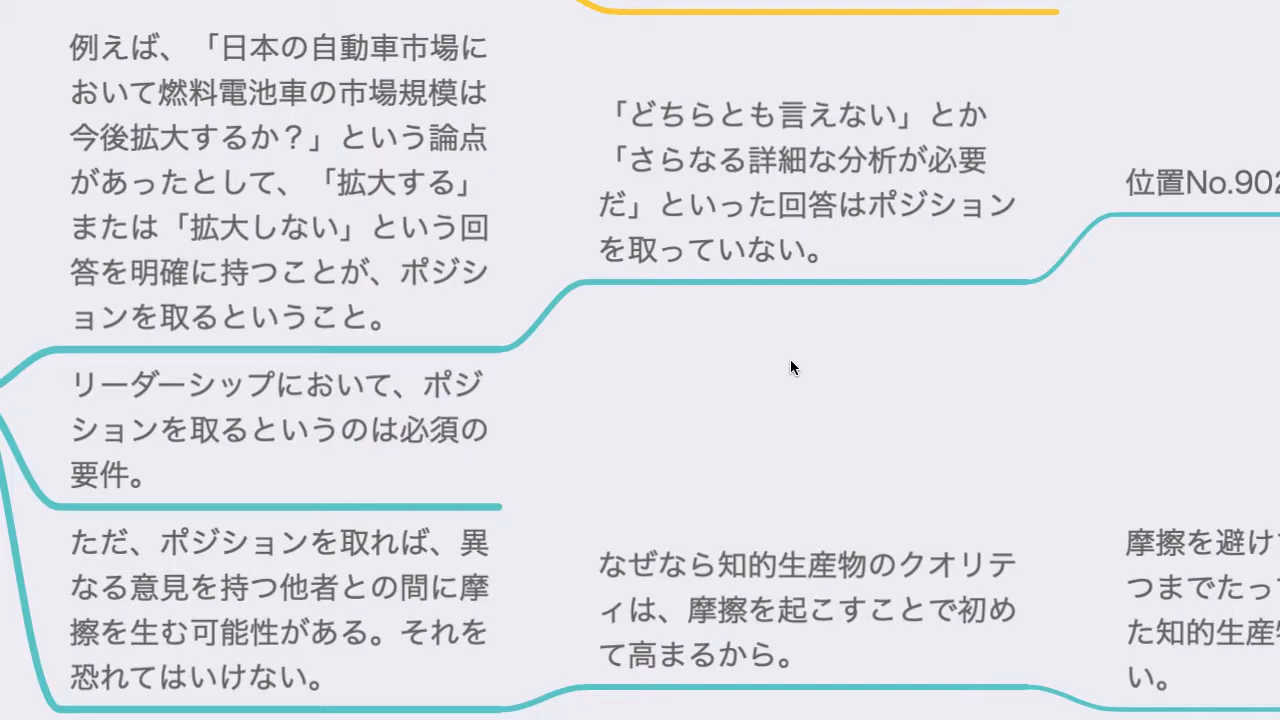 例えば、「日本の自動車市場に
おいて燃料電池車の市場規模は
今後拡大するか？」という論点
があったとして、「拡大する」
または「拡大しない」という回
答を明確に持つことが、ポジシ
ョンを取るということ。
「どちらとも言えない」とか
「さらなる詳細な分析が必要
だ」といった回答はポジション
を取っていない。
位置No.902
リーダーシップにおいて、ポジ
ションを取るというのは必須の
要件。
ただ、ポジションを取れば、異
なる意見を持つ他者との間に摩
擦を生む可能性がある。それを
恐れてはいけない。
なぜなら知的生産物のクオリテ
ィは、摩擦を起こすことで初め
て高まるから。
摩擦を避け
つまでたっ
た知的生産
い。